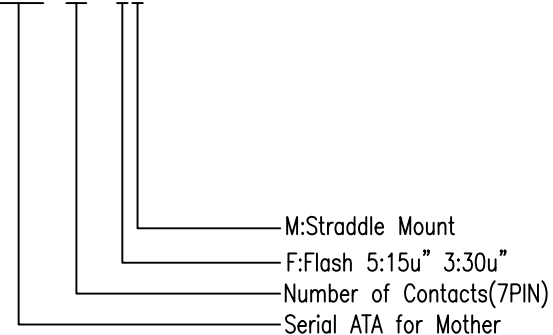 M:Straddle Mount
F:Flash 5:15u" 3:30u"
Number of Contacts(7PIN)
Serial ATA for Mother